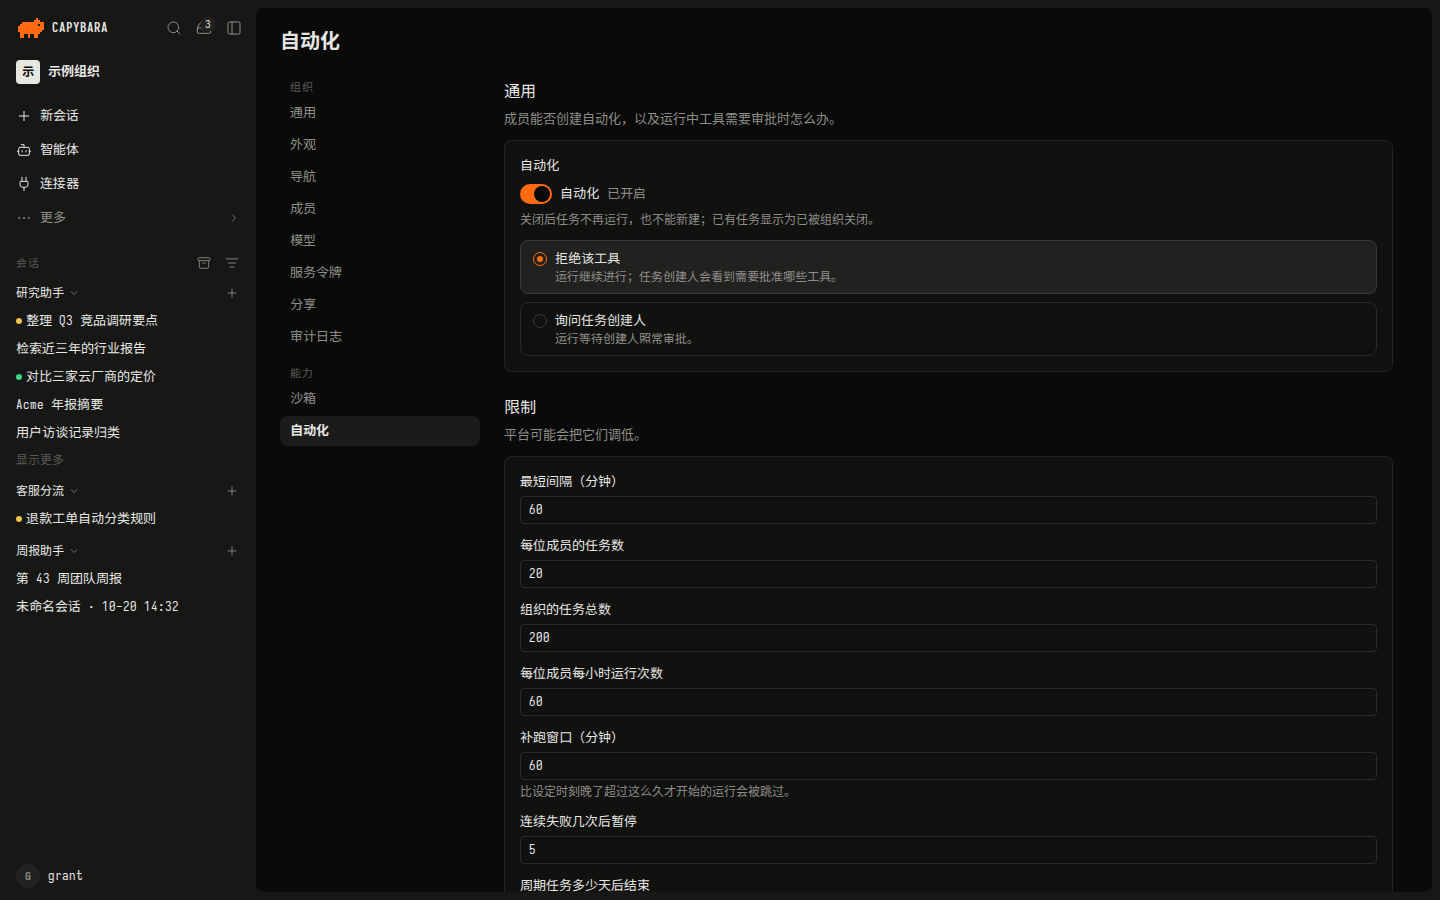 CAPYBARA
3
示 示例组织
新会话
智能体
连接器
更多
会话
研究助手
整理 Q3 竞品调研要点
检索近三年的行业报告
对比三家云厂商的定价
Acme 年报摘要
用户访谈记录归类
显示更多
客服分流
退款工单自动分类规则
周报助手
第 43 周团队周报
未命名会话 · 10-20 14:32
G grant
自动化
组织
通用
外观
导航
成员
模型
服务令牌
分享
审计日志
能力
沙箱
自动化
通用
成员能否创建自动化，以及运行中工具需要审批时怎么办。
自动化
自动化 已开启
关闭后任务不再运行，也不能新建；已有任务显示为已被组织关闭。
拒绝该工具
运行继续进行；任务创建人会看到需要批准哪些工具。
询问任务创建人
运行等待创建人照常审批。
限制
平台可能会把它们调低。
最短间隔（分钟）
60
每位成员的任务数
20
组织的任务总数
200
每位成员每小时运行次数
60
补跑窗口（分钟）
60
比设定时刻晚了超过这么久才开始的运行会被跳过。
连续失败几次后暂停
5
周期任务多少天后结束